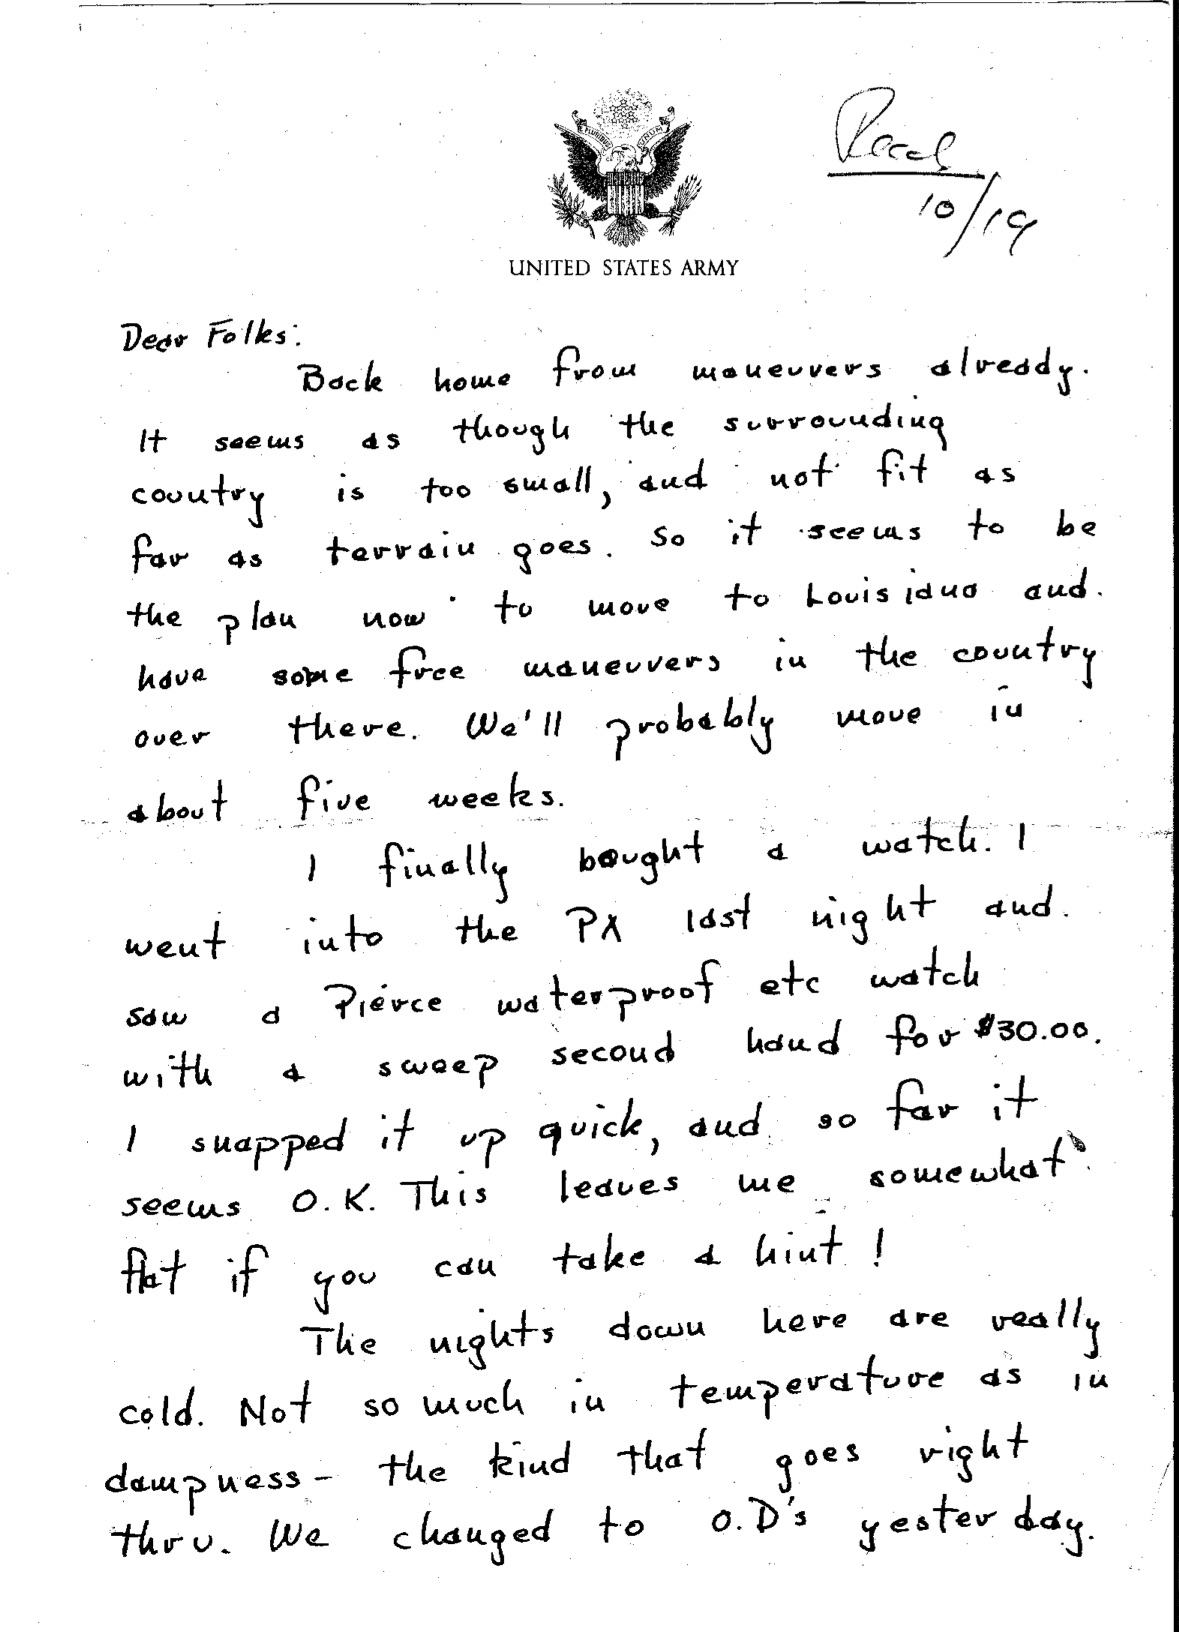 Recd
10/19
UNITED STATES ARMY
Dear Folks:
Back home from maneuvers already.
It seems as though the surrounding
country is too small, and not fit as
far as terrain goes. So it seems to be
the plan now to move to Louisiana and
have some free maneuvers in the country
over there. We'll probably move in
about five weeks.
I finally bought a watch. I
went into the PX last night and
saw a Pierce waterproof etc watch
with a sweep second hand for $30.00.
I snapped it up quick, and so far it
seems O.K. This leaves me somewhat
flat if you can take a hint!
The nights down here are really
cold. Not so much in temperature as in
dampness - the kind that goes right
thru. We changed to O.D's yesterday.